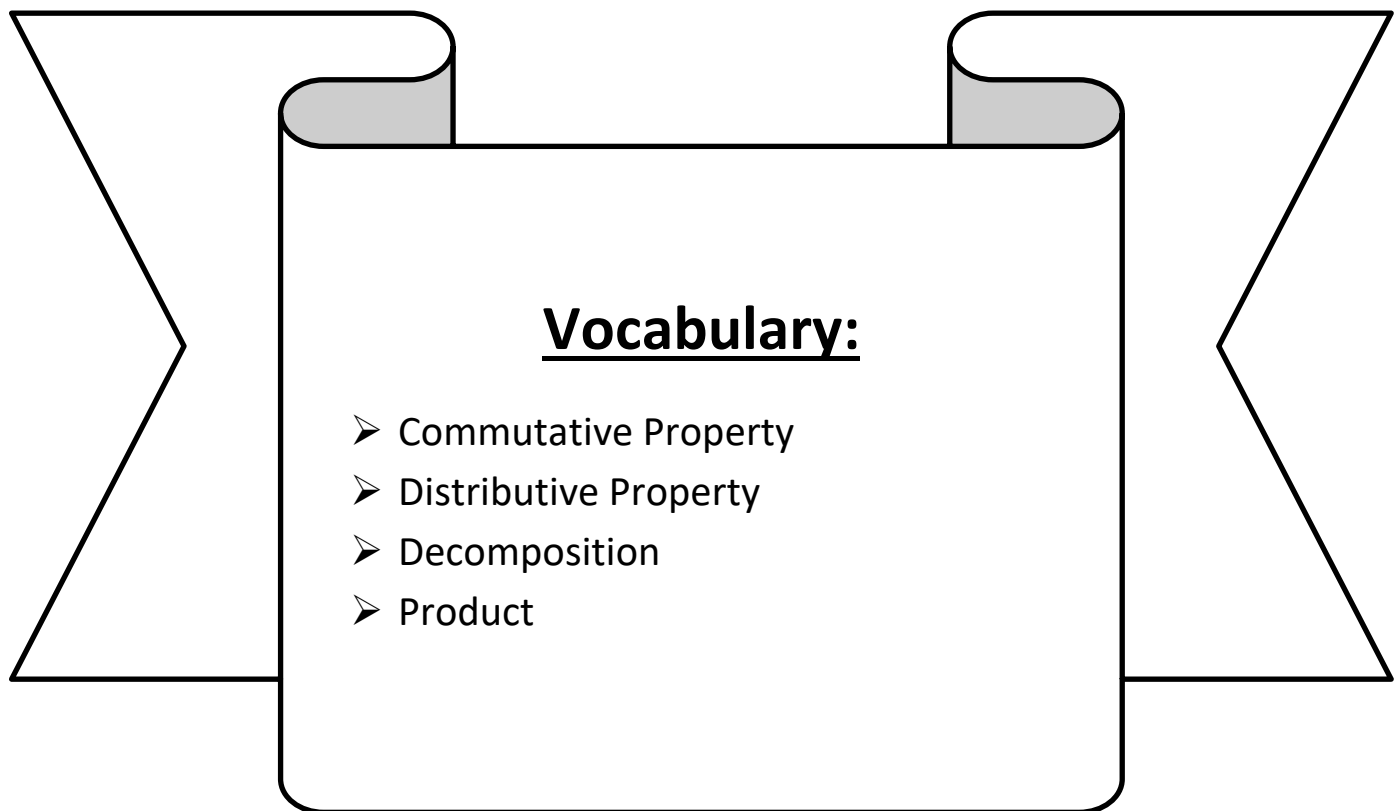 Vocabulary:
➢ Commutative Property
➢ Distributive Property
➢ Decomposition
➢ Product